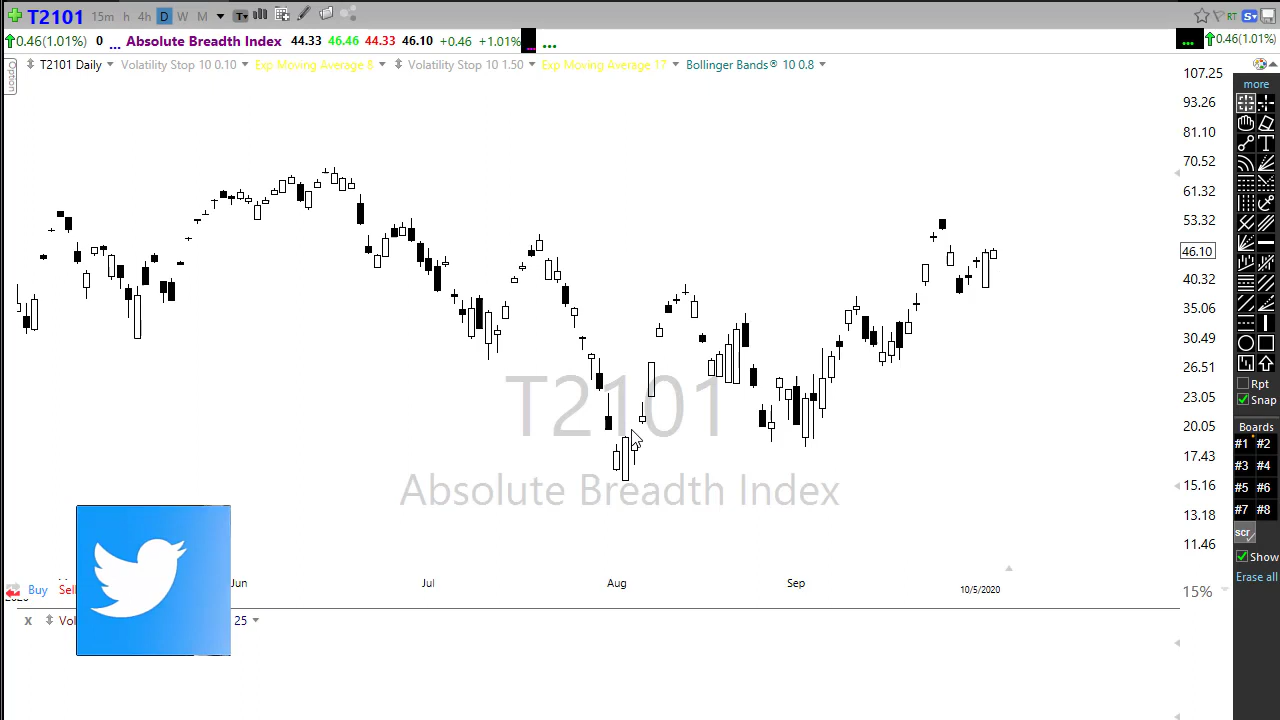 T2101 15m h 4h D W M T
RT S
0.46(1.01%) 0 ... Absolute Breadth Index 44.33 46.46 44.33 46.10 +0.46 +1.01% ... ...
... 0.46(1.01%)
Option
T2101 Daily Volatility Stop 10 0.10 Exp Moving Average 8 Volatility Stop 10 1.50 Exp Moving Average 17 Bollinger Bands® 10 0.8
107.25
93.26
81.10
70.52
61.32
53.32
46.10
40.32
35.06
30.49
26.51
23.05
20.05
17.43
15.16
13.18
11.46
15%
more
T
Rpt
Snap
Boards
#1 #2
#3 #4
#5 #6
#7 #8
scr
Show
Erase all
T2101
Absolute Breadth Index
Jun Jul Aug Sep 10/5/2020
Buy Sell
x Vol 25